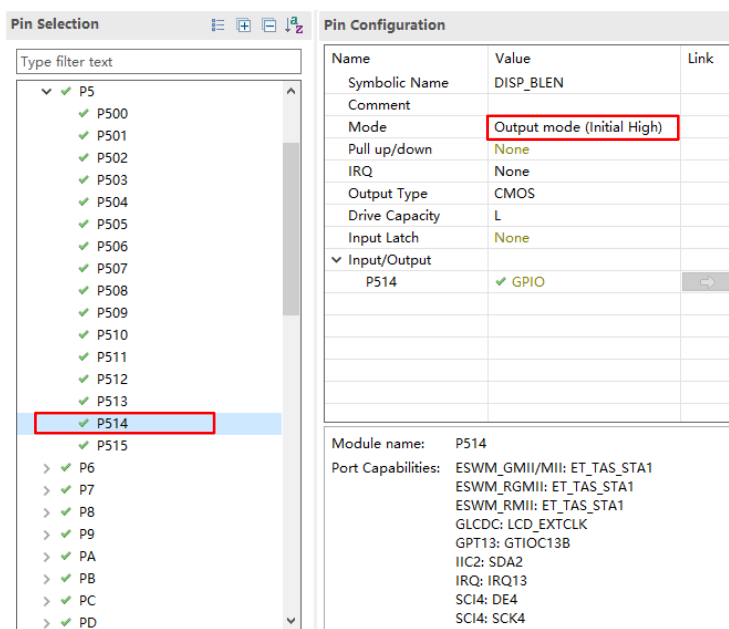 Pin Selection
Type filter text
P5
P500
P501
P502
P503
P504
P505
P506
P507
P508
P509
P510
P511
P512
P513
P514
P515
P6
P7
P8
P9
PA
PB
PC
PD
Pin Configuration
Name Value Link
Symbolic Name DISP_BLEN
Comment
Mode Output mode (Initial High)
Pull up/down None
IRQ None
Output Type CMOS
Drive Capacity L
Input Latch None
Input/Output
P514 GPIO
Module name: P514
Port Capabilities: ESWM_GMII/MII: ET_TAS_STA1
ESWM_RGMII: ET_TAS_STA1
ESWM_RMII: ET_TAS_STA1
GLCDC: LCD_EXTCLK
GPT13: GTIOC13B
IIC2: SDA2
IRQ: IRQ13
SCI4: DE4
SCI4: SCK4